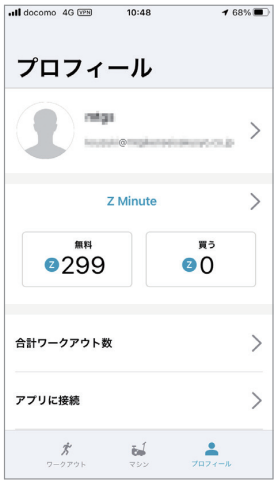 docomo 4G VPN 10:48 68%
プロフィール
Z Minute
無料 買う
Z 299 Z 0
合計ワークアウト数
アプリに接続
ワークアウト マシン プロフィール